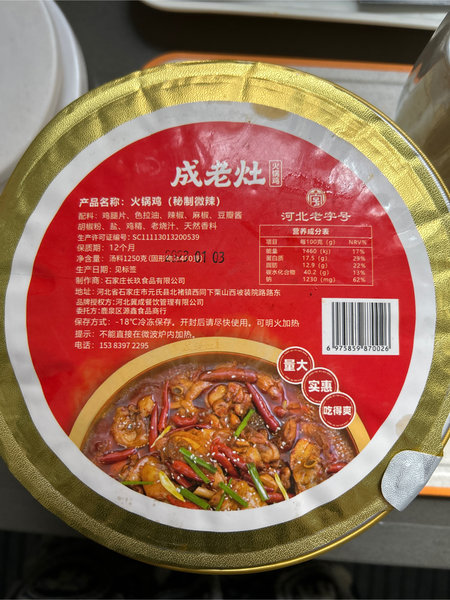 成老灶
火锅鸡
产品名称：火锅鸡（秘制微辣）
配料：鸡腿片、色拉油、辣椒、麻椒、豆瓣酱
胡椒粉、盐、鸡精、老烧汁、天然香料
生产许可证编号：SC11113013200539
保质期：12个月
净含量：汤料1250克(固形
01 03
生产日期：见标签
制作商：石家庄长玖食品有限公司
地址：河北省石家庄市元氏县北褚镇西同下栗山西坡装院路路东
品牌授权方：河北冀成餐饮管理有限公司
委托方：鹿泉区源鑫食品商行
保存方式：-18℃冷冻保存。开封后请尽快使用。可明火加热
提示：不能直接在微波炉内加热。
电话：153 8397 2295
河北老字号
营养成分表
项目 每100克(g) NRV%
能量 1460 (kj) 17%
蛋白质 17.5 (g) 29%
脂肪 12.9 (g) 22%
碳水化合物 40.2 (g) 13%
钠 1230 (mg) 62%
6 975859 870026
量大
实惠
吃得爽